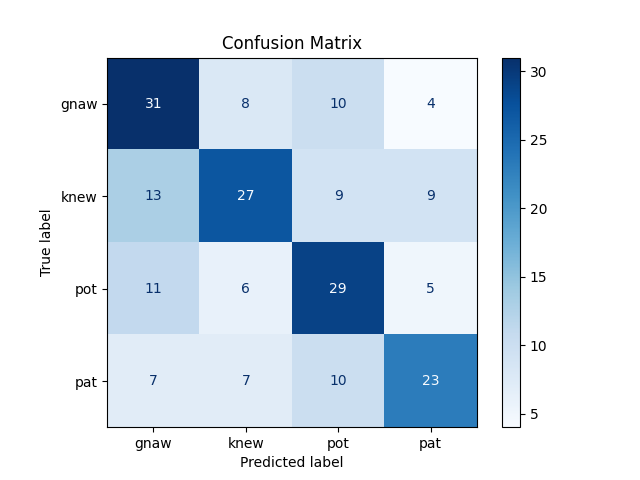 Confusion Matrix
True label
gnaw 31 8 10 4
knew 13 27 9 9
pot 11 6 29 5
pat 7 7 10 23
gnaw knew pot pat
Predicted label
30
25
20
15
10
5